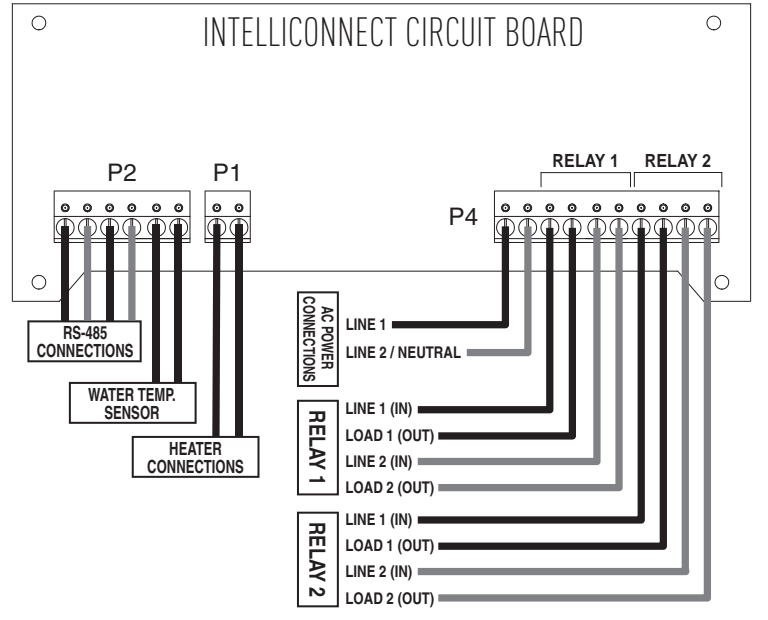 INTELLICONNECT CIRCUIT BOARD
RELAY 1
RELAY 2
P2
P1
P4
RS-485
CONNECTIONS
WATER TEMP.
SENSOR
HEATER
CONNECTIONS
AC POWER
CONNECTIONS
LINE 1
LINE 2 / NEUTRAL
RELAY 1
LINE 1 (IN)
LOAD 1 (OUT)
LINE 2 (IN)
LOAD 2 (OUT)
RELAY 2
LINE 1 (IN)
LOAD 1 (OUT)
LINE 2 (IN)
LOAD 2 (OUT)